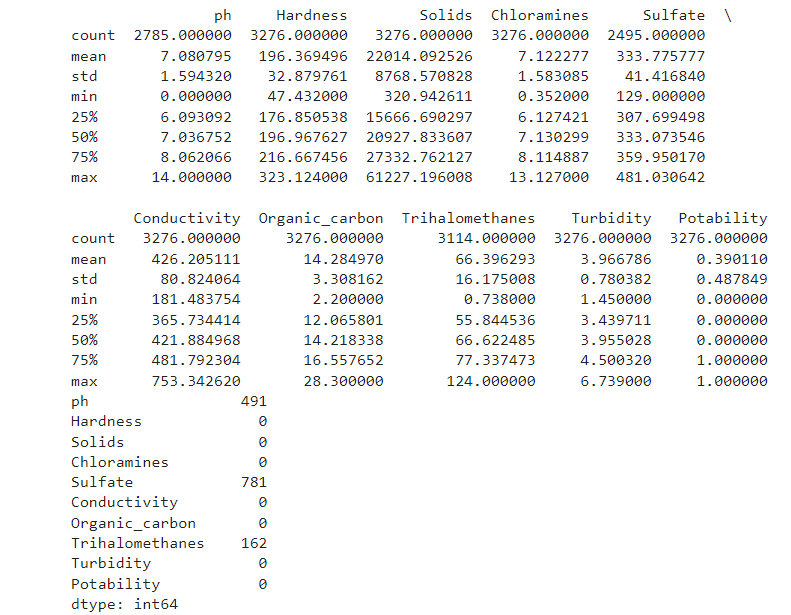 ph Hardness Solids Chloramines Sulfate \
count 2785.000000 3276.000000 3276.000000 3276.000000 2495.000000
mean 7.080795 196.369496 22014.092526 7.122277 333.775777
std 1.594320 32.879761 8768.570828 1.583085 41.416840
min 0.000000 47.432000 320.942611 0.352000 129.000000
25% 6.093092 176.850538 15666.690297 6.127421 307.699498
50% 7.036752 196.967627 20927.833607 7.130299 333.073546
75% 8.062066 216.667456 27332.762127 8.114887 359.950170
max 14.000000 323.124000 61227.196008 13.127000 481.030642
Conductivity Organic_carbon Trihalomethanes Turbidity Potability
count 3276.000000 3276.000000 3114.000000 3276.000000 3276.000000
mean 426.205111 14.284970 66.396293 3.966786 0.390110
std 80.824064 3.308162 16.175008 0.780382 0.487849
min 181.483754 2.200000 0.738000 1.450000 0.000000
25% 365.734414 12.065801 55.844536 3.439711 0.000000
50% 421.884968 14.218338 66.622485 3.955028 0.000000
75% 481.792304 16.557652 77.337473 4.500320 1.000000
max 753.342620 28.300000 124.000000 6.739000 1.000000
ph 491
Hardness 0
Solids 0
Chloramines 0
Sulfate 781
Conductivity 0
Organic_carbon 0
Trihalomethanes 162
Turbidity 0
Potability 0
dtype: int64